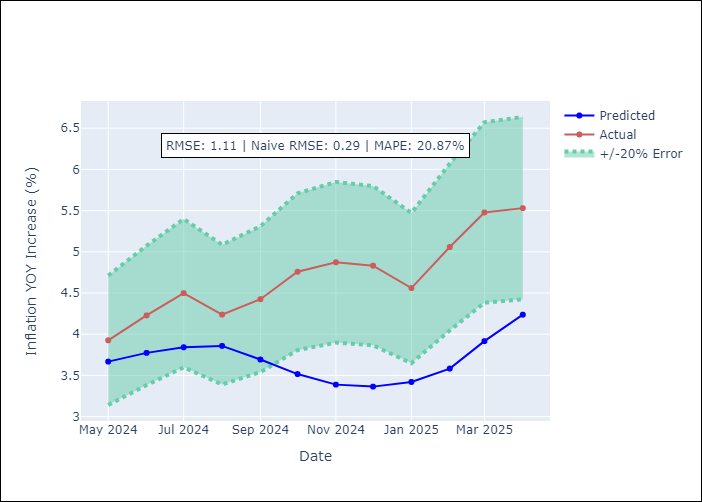 RMSE: 1.11 | Naive RMSE: 0.29 | MAPE: 20.87%
Predicted
Actual
+/-20% Error
Inflation YOY Increase (%)
6.5
6
5.5
5
4.5
4
3.5
3
May 2024
Jul 2024
Sep 2024
Nov 2024
Jan 2025
Mar 2025
Date